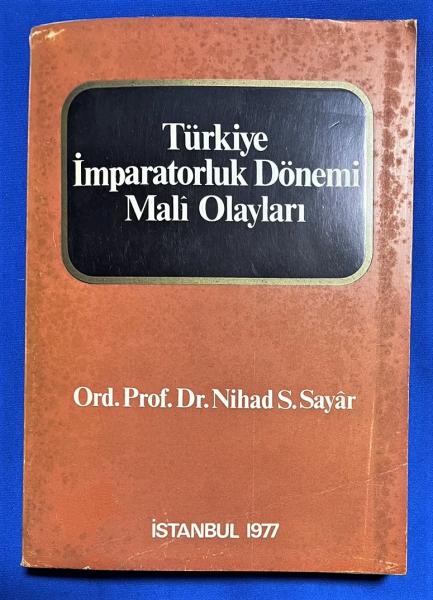 Türkiye
İmparatorluk Dönemi
Malî Olayları
Ord. Prof. Dr. Nihad S. Sayâr
İSTANBUL 1977